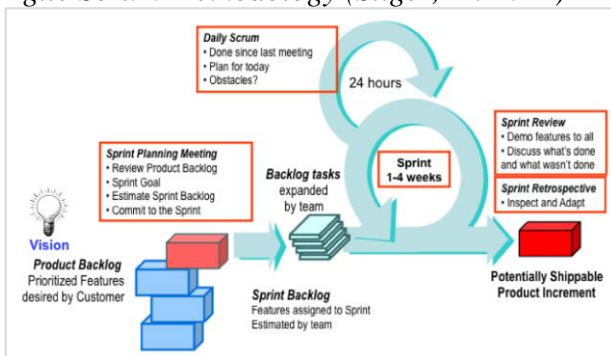 Daily Scrum
• Done since last meeting
• Plan for today
• Obstacles?
24 hours
Sprint Planning Meeting
• Review Product Backlog
• Sprint Goal
• Estimate Sprint Backlog
• Commit to the Sprint
Backlog tasks
expanded
by team
Sprint
1-4 weeks
Sprint Review
• Demo features to all
• Discuss what's done
and what wasn't done
Sprint Retrospective
• Inspect and Adapt
Vision
Product Backlog
Prioritized Features
desired by Customer
Sprint Backlog
Features assigned to Sprint
Estimated by team
Potentially Shippable
Product Increment